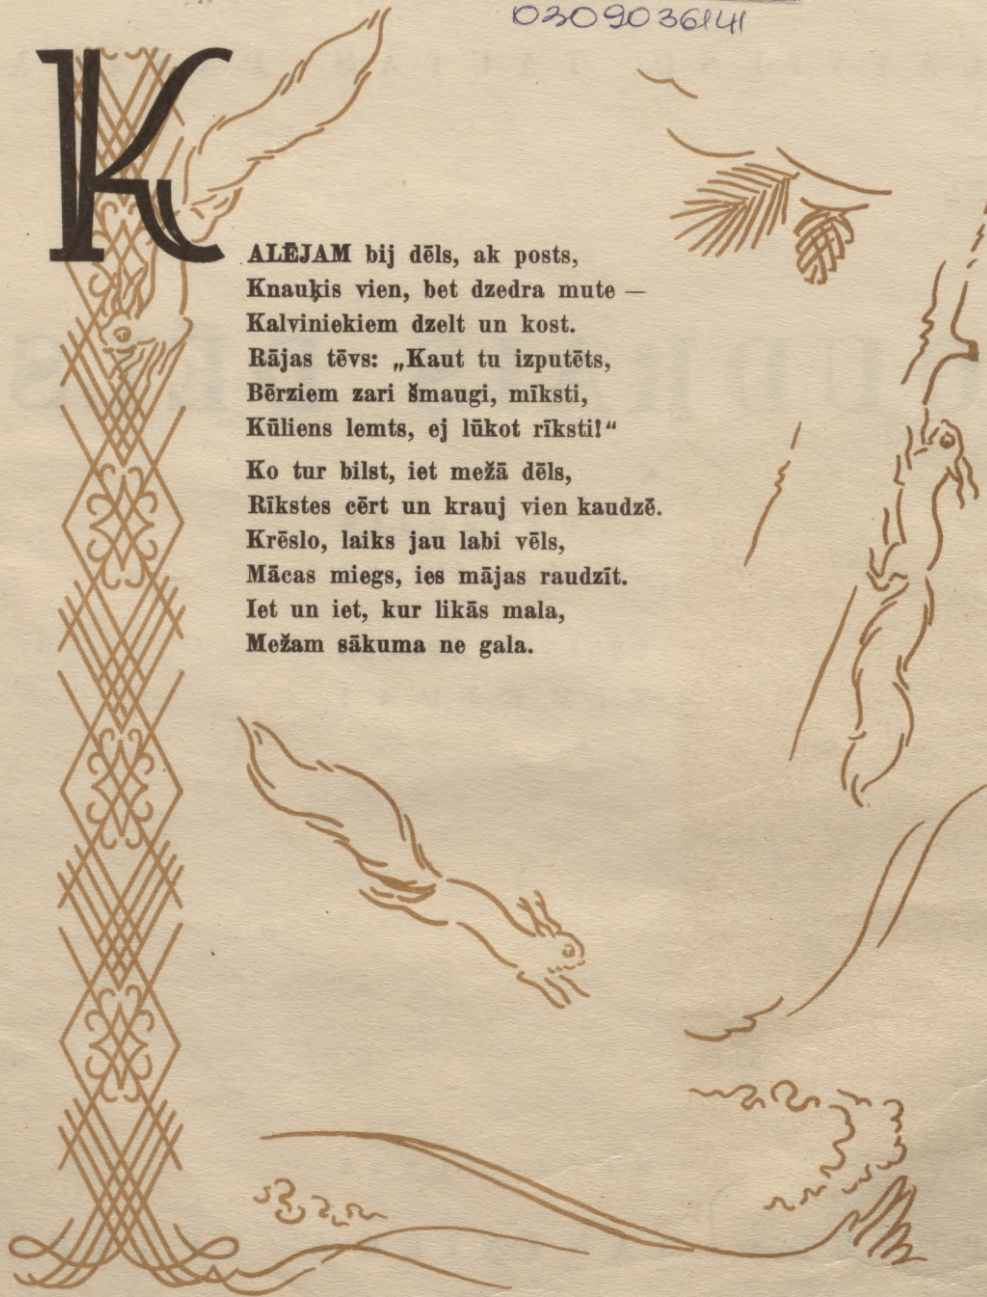 0309036141
KALĒJAM bij dēls, ak posts,
Knauķis vien, bet dzedra mute —
Kalviniekiem dzelt un kost.
Rājas tēvs: „Kaut tu izputēts,
Bērziem zari šmaugi, mīksti,
Kūliens lemts, ej lūkot rīksti!“
Ko tur bilst, iet mežā dēls,
Rīkstes cērt un krauj vien kaudzē.
Krēslo, laiks jau labi vēls,
Mācas miegs, ies mājas raudzīt.
Iet un iet, kur likās mala,
Mežam sākuma ne gala.